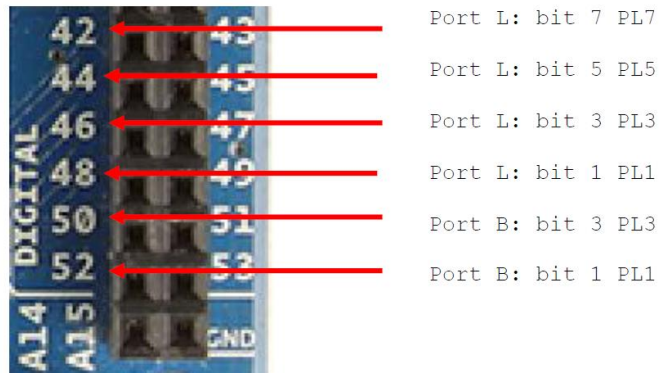 42 43 Port L: bit 7 PL7
44 45 Port L: bit 5 PL5
46 47 Port L: bit 3 PL3
48 49 Port L: bit 1 PL1
50 51 Port B: bit 3 PL3
52 53 Port B: bit 1 PL1
DIGITAL
A14
A15
GND